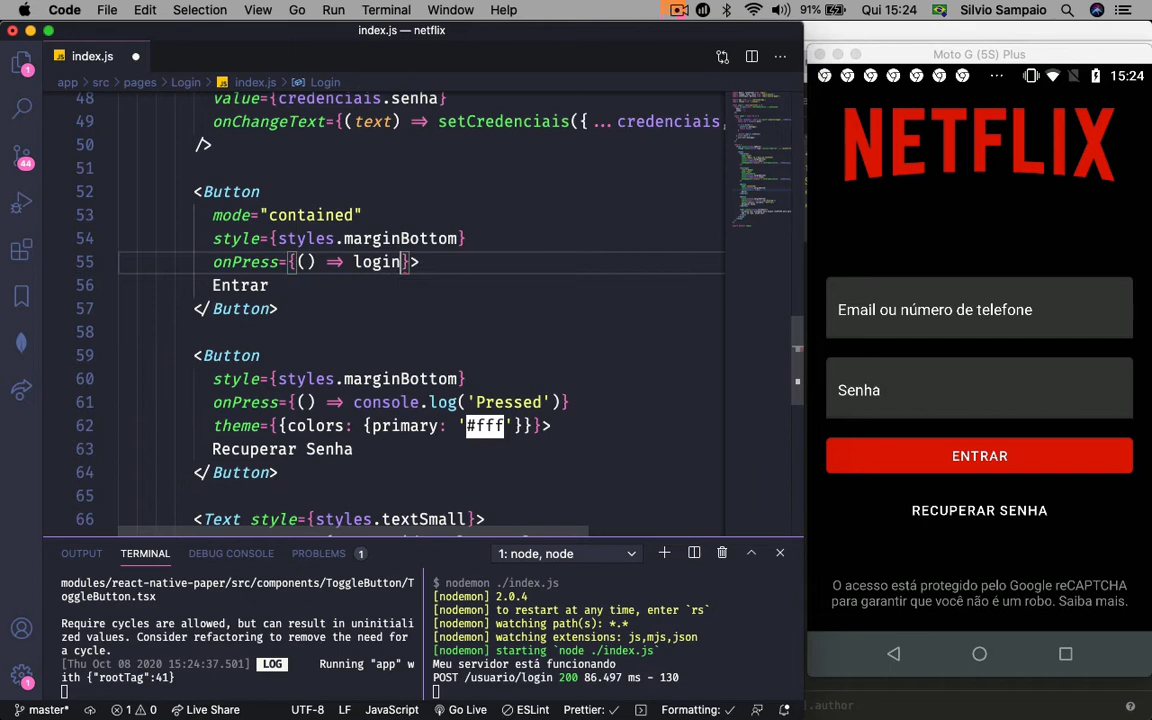 Code File Edit Selection View Go Run Terminal Window Help 91% Qui 15:24 Silvio Sampaio
index.js — netflix
index.js
app › src › pages › Login › index.js › Login
48 value={credenciais.senha}
49 onChangeText={(text) => setCredenciais({...credenciais,
50 />
51
52 <Button
53 mode="contained"
54 style={styles.marginBottom}
55 onPress={() => login}>
56 Entrar
57 </Button>
58
59 <Button
60 style={styles.marginBottom}
61 onPress={() => console.log('Pressed')}
62 theme={{colors: {primary: '#fff'}}}>
63 Recuperar Senha
64 </Button>
65
66 <Text style={styles.textSmall}>
1
44
1
OUTPUT TERMINAL DEBUG CONSOLE PROBLEMS 1 1: node, node
modules/react-native-paper/src/components/ToggleButton/T
oggleButton.tsx
Require cycles are allowed, but can result in uninitiali
zed values. Consider refactoring to remove the need for
a cycle.
[Thu Oct 08 2020 15:24:37.501] LOG Running "app" w
ith {"rootTag":41}
$ nodemon ./index.js
[nodemon] 2.0.4
[nodemon] to restart at any time, enter `rs`
[nodemon] watching path(s): *.*
[nodemon] watching extensions: js,mjs,json
[nodemon] starting `node ./index.js`
Meu servidor está funcionando
POST /usuario/login 200 86.497 ms - 130
master* 1 0 Live Share UTF-8 LF JavaScript Go Live ESLint Prettier: Formatting:
Moto G (5S) Plus
15:24
NETFLIX
Email ou número de telefone
Senha
ENTRAR
RECUPERAR SENHA
O acesso está protegido pelo Google reCAPTCHA
para garantir que você não é um robo. Saiba mais.
.author